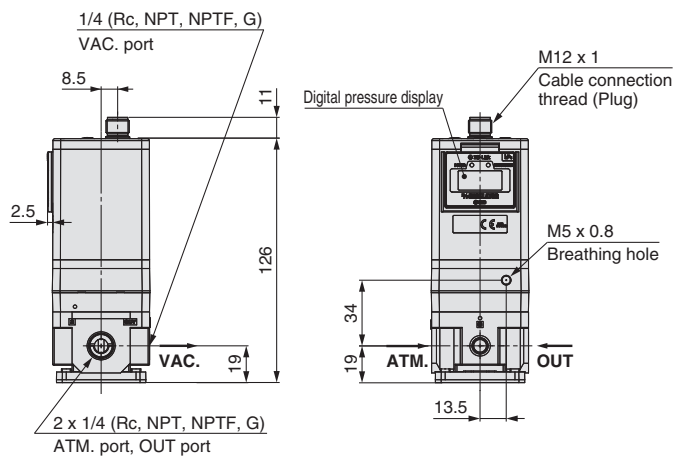 1/4 (Rc, NPT, NPTF, G)
VAC. port
8.5
11
2.5
126
VAC.
19
2 x 1/4 (Rc, NPT, NPTF, G)
ATM. port, OUT port
M12 x 1
Cable connection
thread (Plug)
Digital pressure display
M5 x 0.8
Breathing hole
34
ATM.
OUT
19
13.5
CE